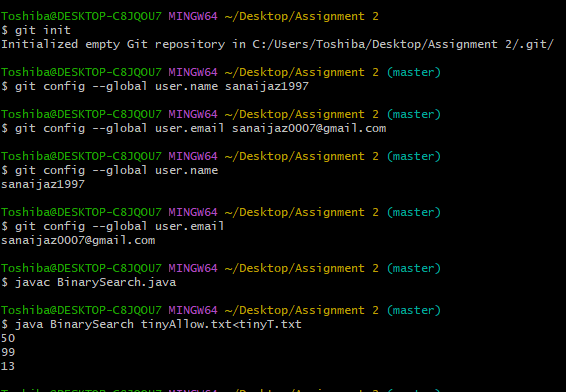 Toshiba@DESKTOP-C8JQOU7 MINGW64 ~/Desktop/Assignment 2
$ git init
Initialized empty Git repository in C:/Users/Toshiba/Desktop/Assignment 2/.git/
Toshiba@DESKTOP-C8JQOU7 MINGW64 ~/Desktop/Assignment 2 (master)
$ git config --global user.name sanaijaz1997
Toshiba@DESKTOP-C8JQOU7 MINGW64 ~/Desktop/Assignment 2 (master)
$ git config --global user.email sanaijaz0007@gmail.com
Toshiba@DESKTOP-C8JQOU7 MINGW64 ~/Desktop/Assignment 2 (master)
$ git config --global user.name
sanaijaz1997
Toshiba@DESKTOP-C8JQOU7 MINGW64 ~/Desktop/Assignment 2 (master)
$ git config --global user.email
sanaijaz0007@gmail.com
Toshiba@DESKTOP-C8JQOU7 MINGW64 ~/Desktop/Assignment 2 (master)
$ javac BinarySearch.java
Toshiba@DESKTOP-C8JQOU7 MINGW64 ~/Desktop/Assignment 2 (master)
$ java BinarySearch tinyAllow.txt<tinyT.txt
50
99
13